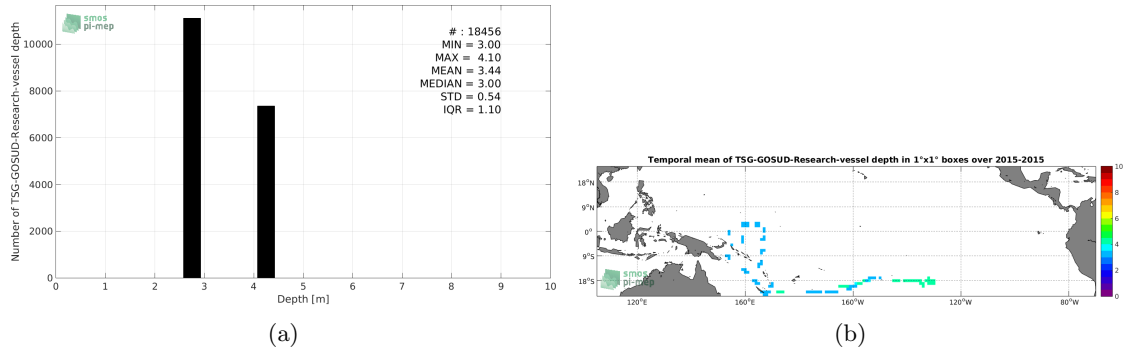 smos
pi-mep
# : 18456
MIN = 3.00
MAX = 4.10
MEAN = 3.44
MEDIAN = 3.00
STD = 0.54
IQR = 1.10
Number of TSG-GOSUD-Research-vessel depth
10000
8000
6000
4000
2000
0
0 1 2 3 4 5 6 7 8 9 10
Depth [m]
(a)
Temporal mean of TSG-GOSUD-Research-vessel depth in 1°x1° boxes over 2015-2015
18°N
9°N
0°
9°S
18°S
smos
pi-mep
120°E 160°E 160°W 120°W 80°W
10
8
6
4
2
0
(b)